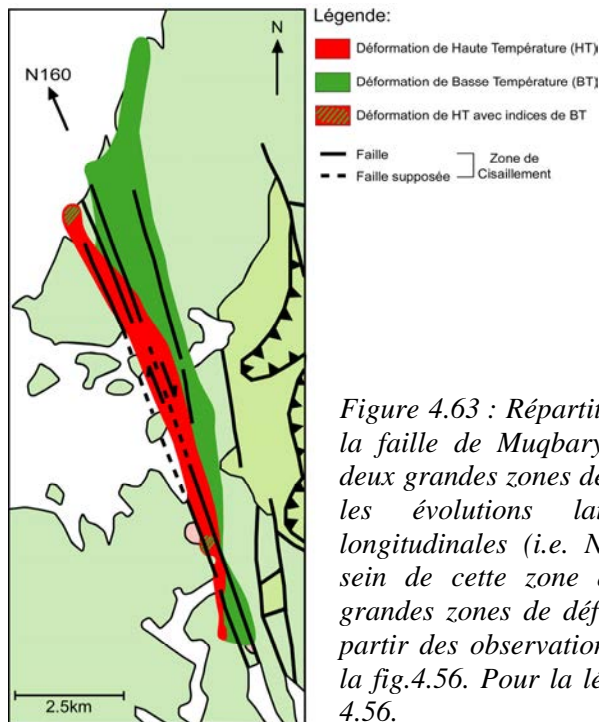 Légende:
N
N160
Déformation de Haute Température (HT)
Déformation de Basse Température (BT)
Déformation de HT avec indices de BT
Faille
Faille supposée
Zone de
Cisaillement
2.5km
Figure 4.63 : Répartit
la faille de Muqbary
deux grandes zones de
les évolutions la
longitudinales (i.e. N
sein de cette zone
grandes zones de déf
partir des observation
la fig.4.56. Pour la lé
4.56.